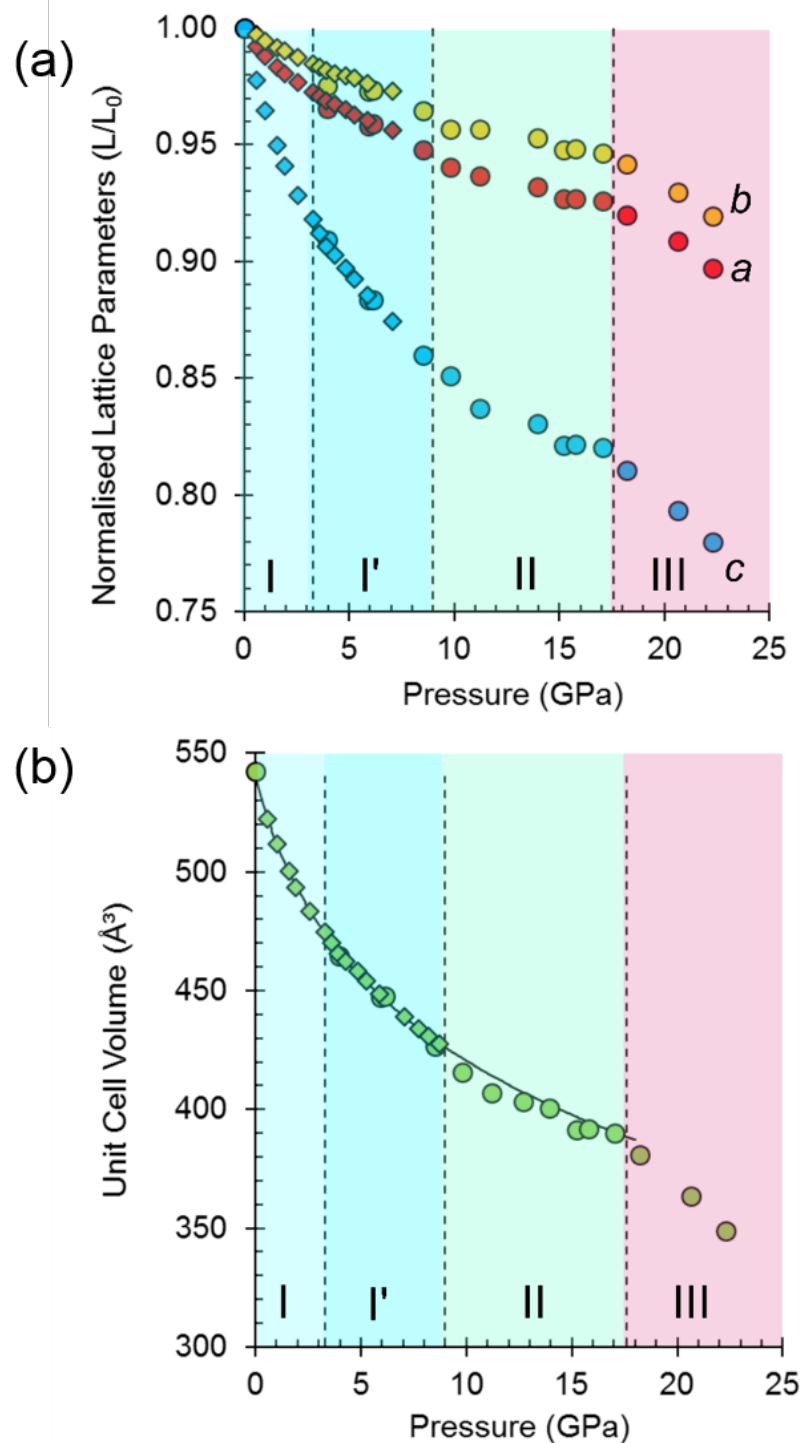 (a)
Normalised Lattice Parameters (L/L₀)
1.00
0.95
0.90
0.85
0.80
0.75
b
a
c
I I' II III
0 5 10 15 20 25
Pressure (GPa)
(b)
Unit Cell Volume (Å³)
550
500
450
400
350
300
I I' II III
0 5 10 15 20 25
Pressure (GPa)